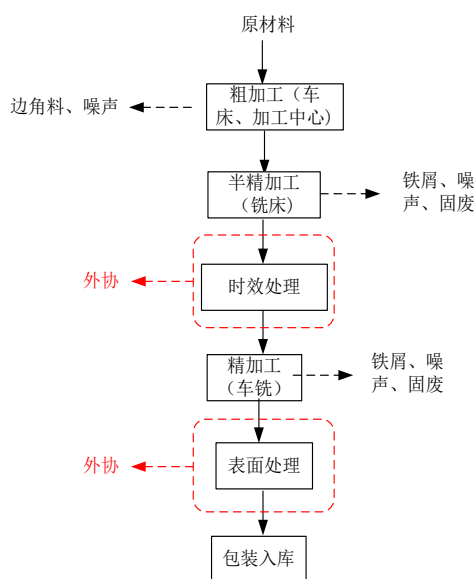 原材料
粗加工（车
床、加工中心)
边角料、噪声
半精加工
（铣床）
铁屑、噪
声、固废
外协
时效处理
精加工
（车铣）
铁屑、噪
声、固废
外协
表面处理
包装入库